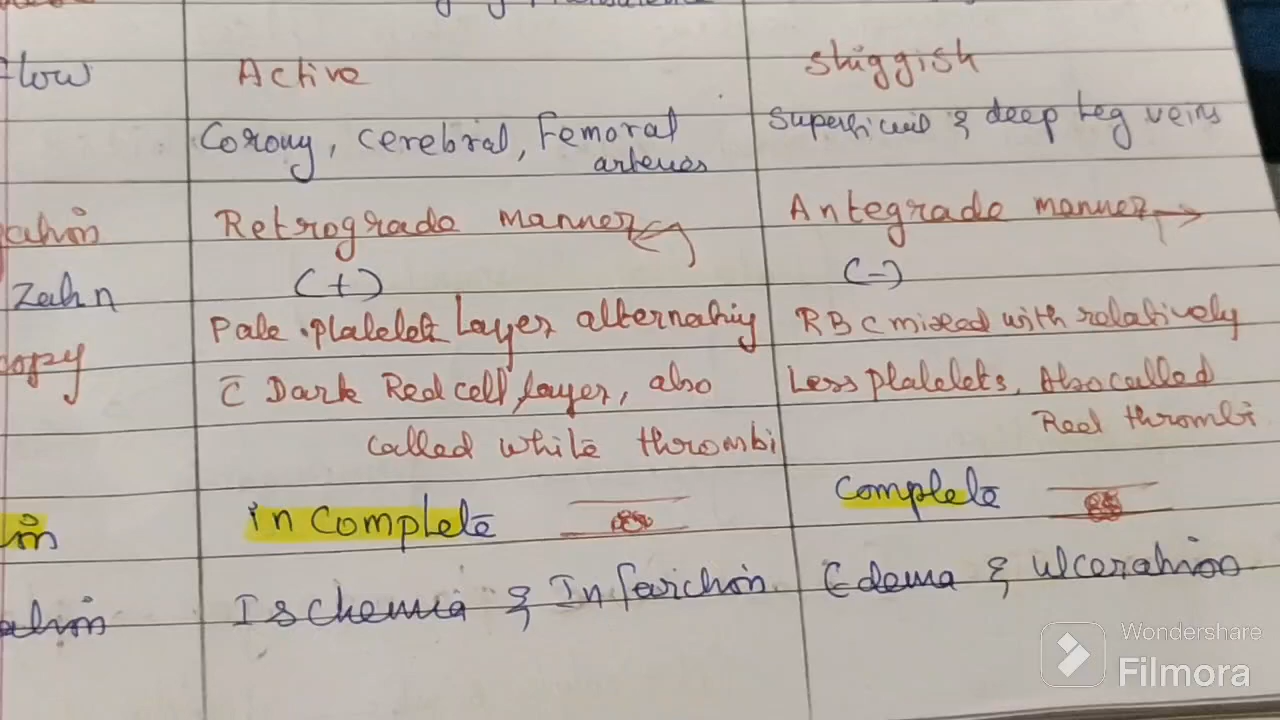 flow Active sluggish
Corony, cerebral, Femoral arteries
Superficial & deep leg veins
Retrograde manner
Antegrade manner
Zahn (+) (-)
Pale platelet Layer alternating
c̄ Dark Red cell layer, also
called white thrombi
RBC mixed with relatively
Less platelets, Also called
Red thrombi
in complete complete
Ischemia & Infarction
Edema & ulceration
Wondershare
Filmora